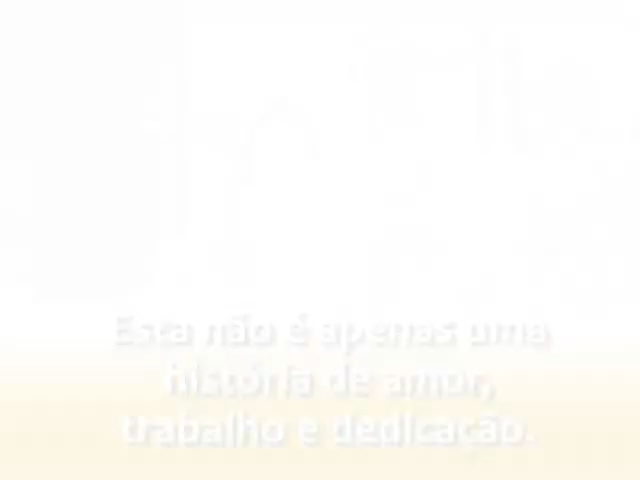 Esta não é apenas uma
história de amor,
trabalho e dedicação.